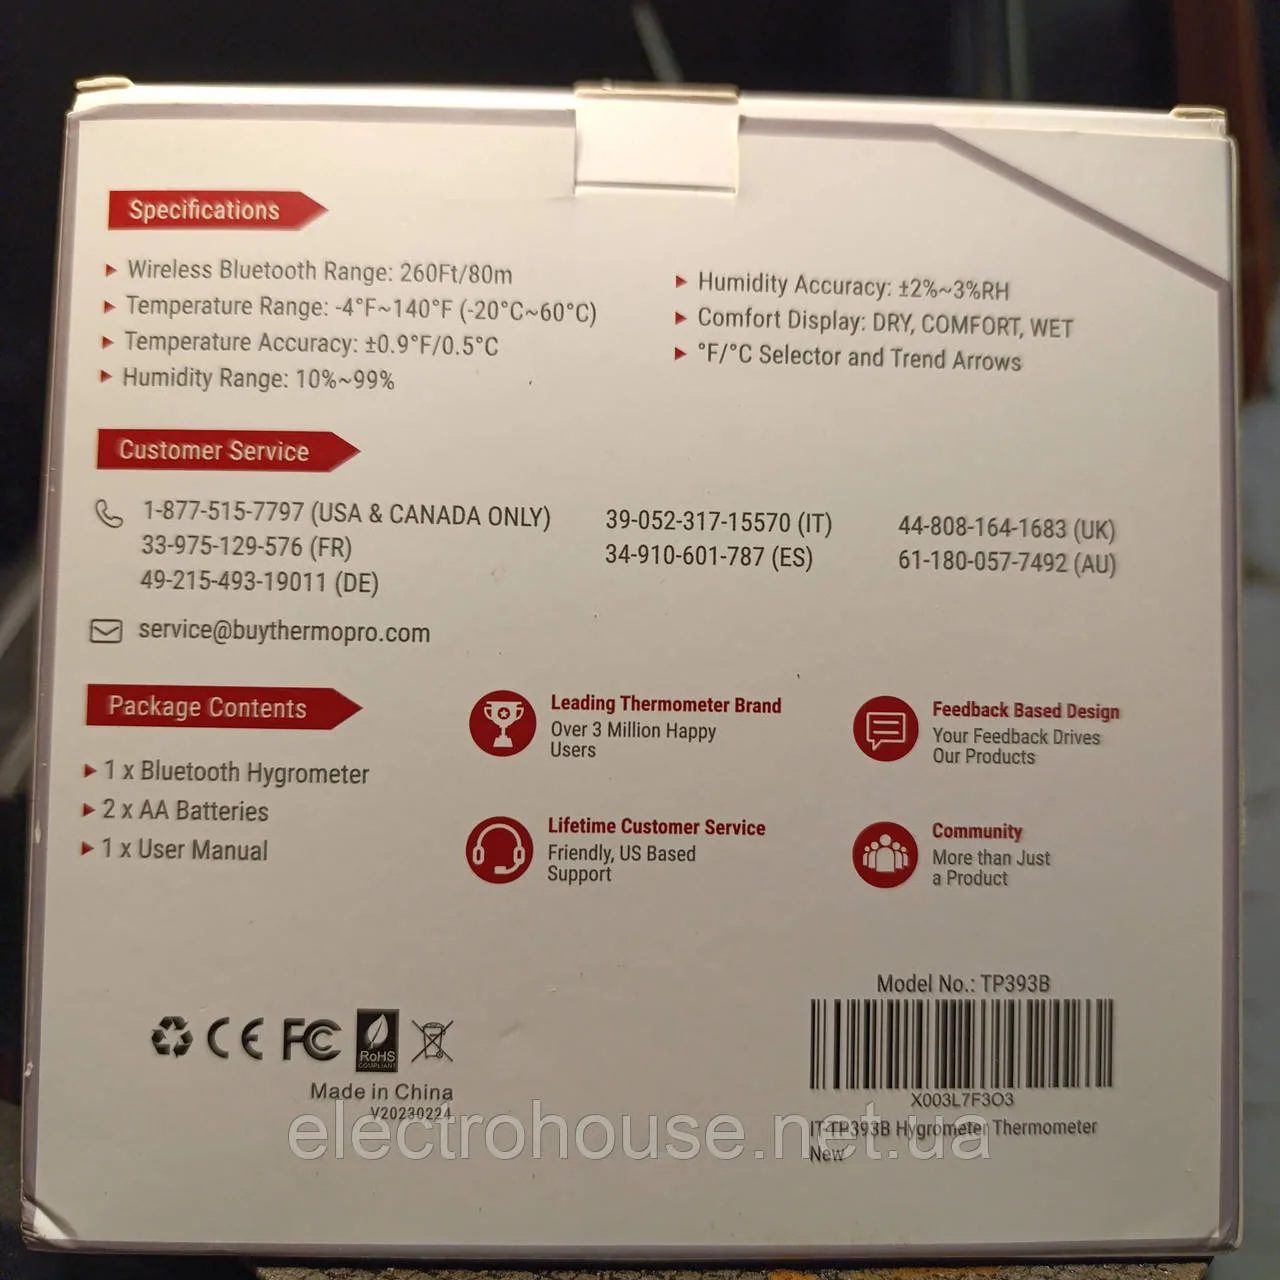 Specifications
Wireless Bluetooth Range: 260Ft/80m
Temperature Range: -4°F~140°F (-20°C~60°C)
Temperature Accuracy: ±0.9°F/0.5°C
Humidity Range: 10%~99%
Humidity Accuracy: ±2%~3%RH
Comfort Display: DRY, COMFORT, WET
°F/°C Selector and Trend Arrows
Customer Service
1-877-515-7797 (USA & CANADA ONLY)
33-975-129-576 (FR)
49-215-493-19011 (DE)
39-052-317-15570 (IT)
34-910-601-787 (ES)
44-808-164-1683 (UK)
61-180-057-7492 (AU)
service@buythermopro.com
Package Contents
1 x Bluetooth Hygrometer
2 x AA Batteries
1 x User Manual
Leading Thermometer Brand
Over 3 Million Happy
Users
Feedback Based Design
Your Feedback Drives
Our Products
Lifetime Customer Service
Friendly, US Based
Support
Community
More than Just
a Product
CE FC RoHS
COMPLIANT
Made in China
V20230224
Model No.: TP393B
X003L7F3O3
IT-TP393B Hygrometer Thermometer
New
electrohouse.net.ua